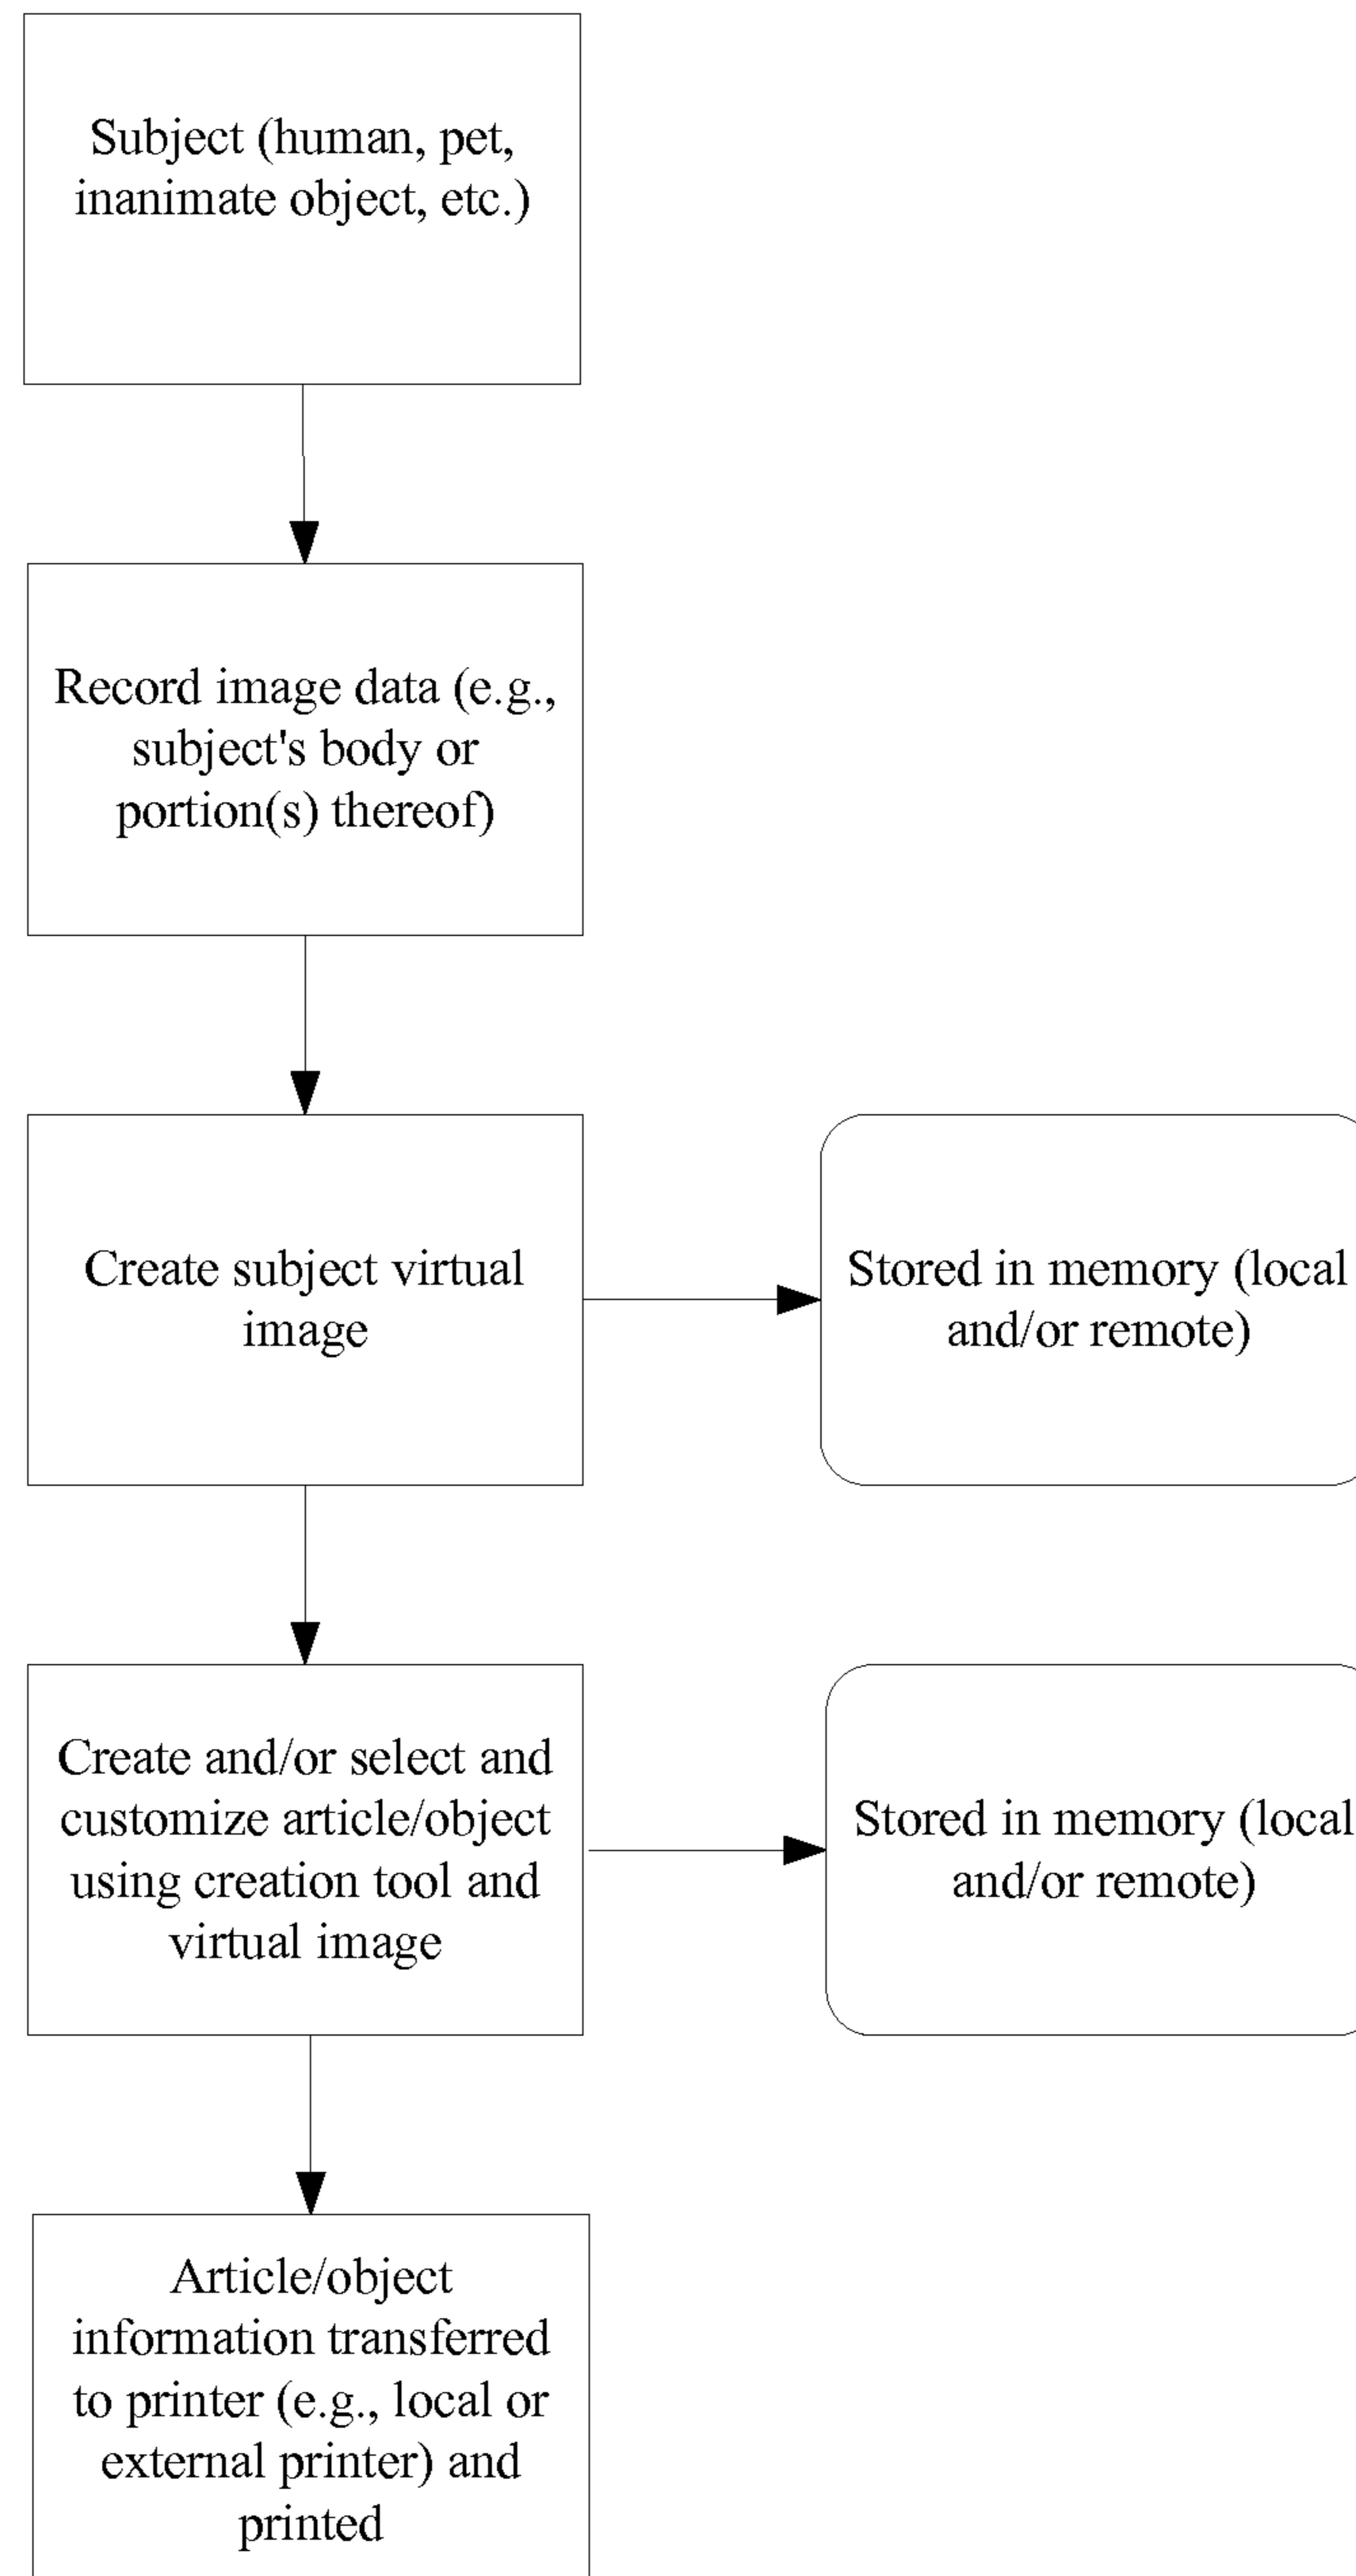 Subject (human, pet,
inanimate object, etc.)
Record image data (e.g.,
subject's body or
portion(s) thereof)
Create subject virtual
image
Stored in memory (local
and/or remote)
Create and/or select and
customize article/object
using creation tool and
virtual image
Stored in memory (local
and/or remote)
Article/object
information transferred
to printer (e.g., local or
external printer) and
printed